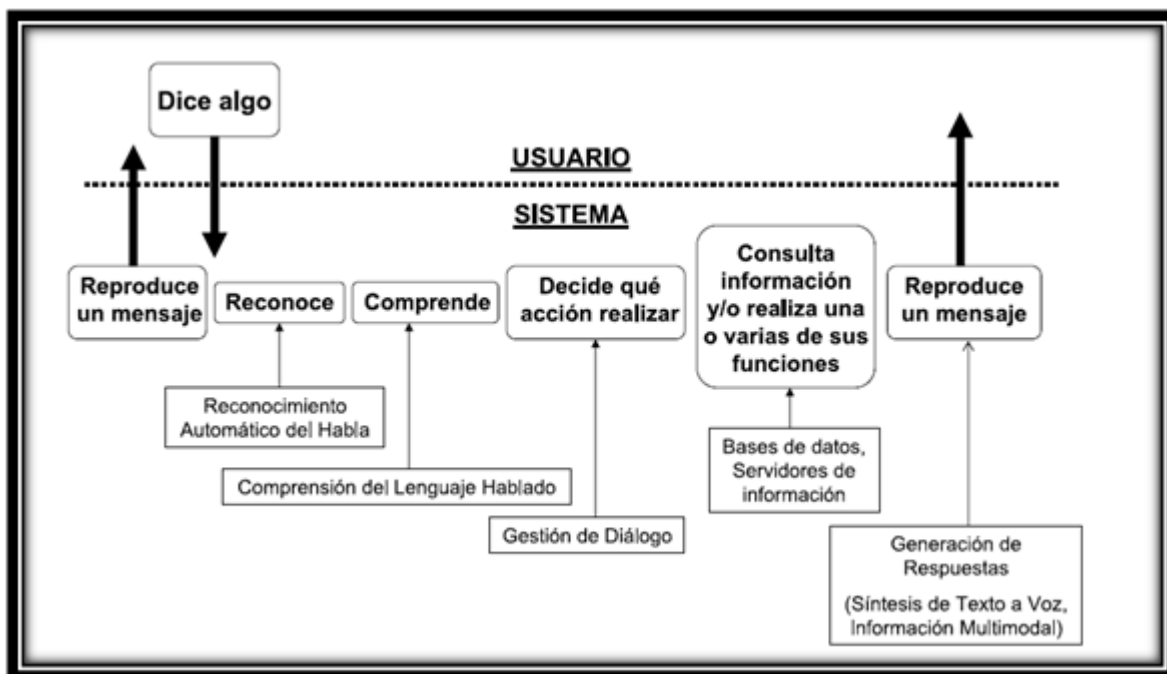 Dice algo
USUARIO
SISTEMA
Reproduce
un mensaje
Reconoce
Comprende
Decide qué
acción realizar
Consulta
información
y/o realiza una
o varias de sus
funciones
Reproduce
un mensaje
Reconocimiento
Automático del Habla
Comprensión del Lenguaje Hablado
Gestión de Diálogo
Bases de datos,
Servidores de
información
Generación de
Respuestas
(Síntesis de Texto a Voz,
Información Multimodal)